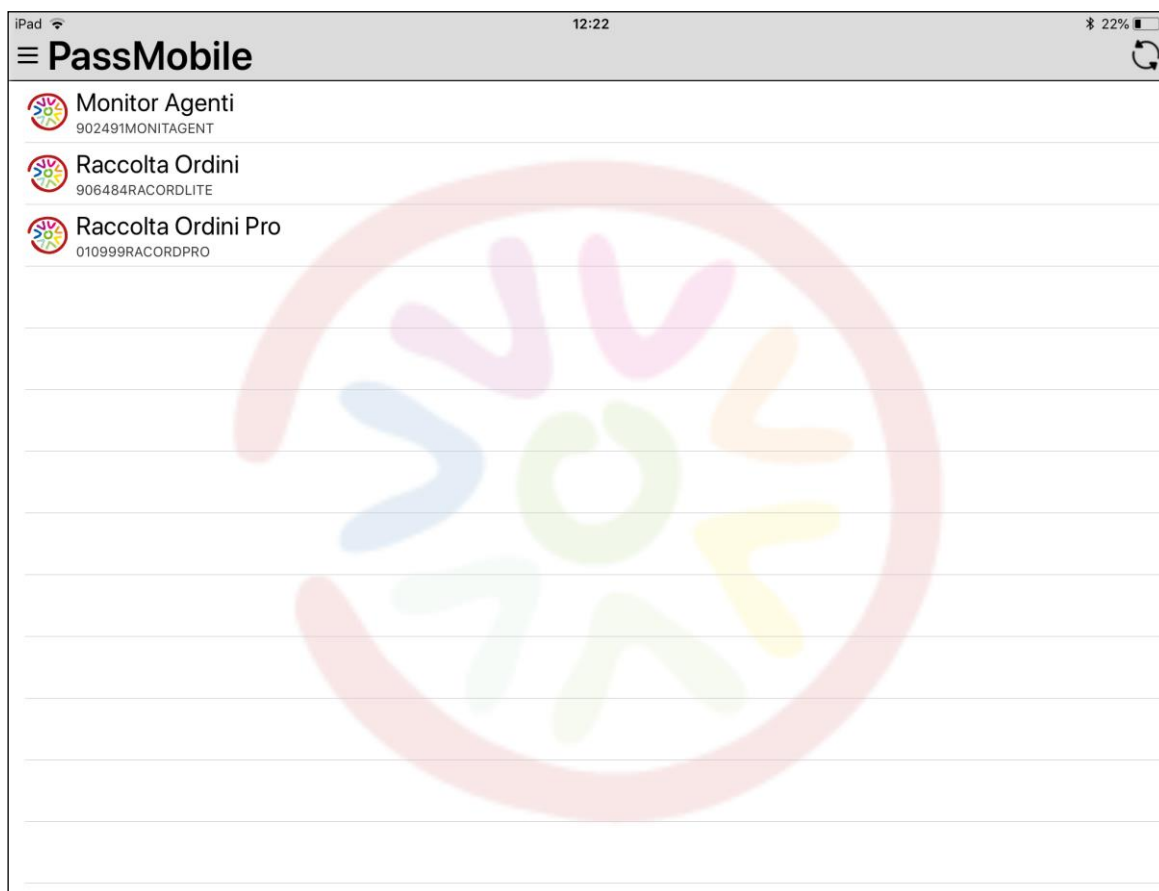 iPad 12:22 22%
PassMobile
Monitor Agenti
902491MONITAGENT
Raccolta Ordini
906484RACORDLITE
Raccolta Ordini Pro
010999RACORDPRO